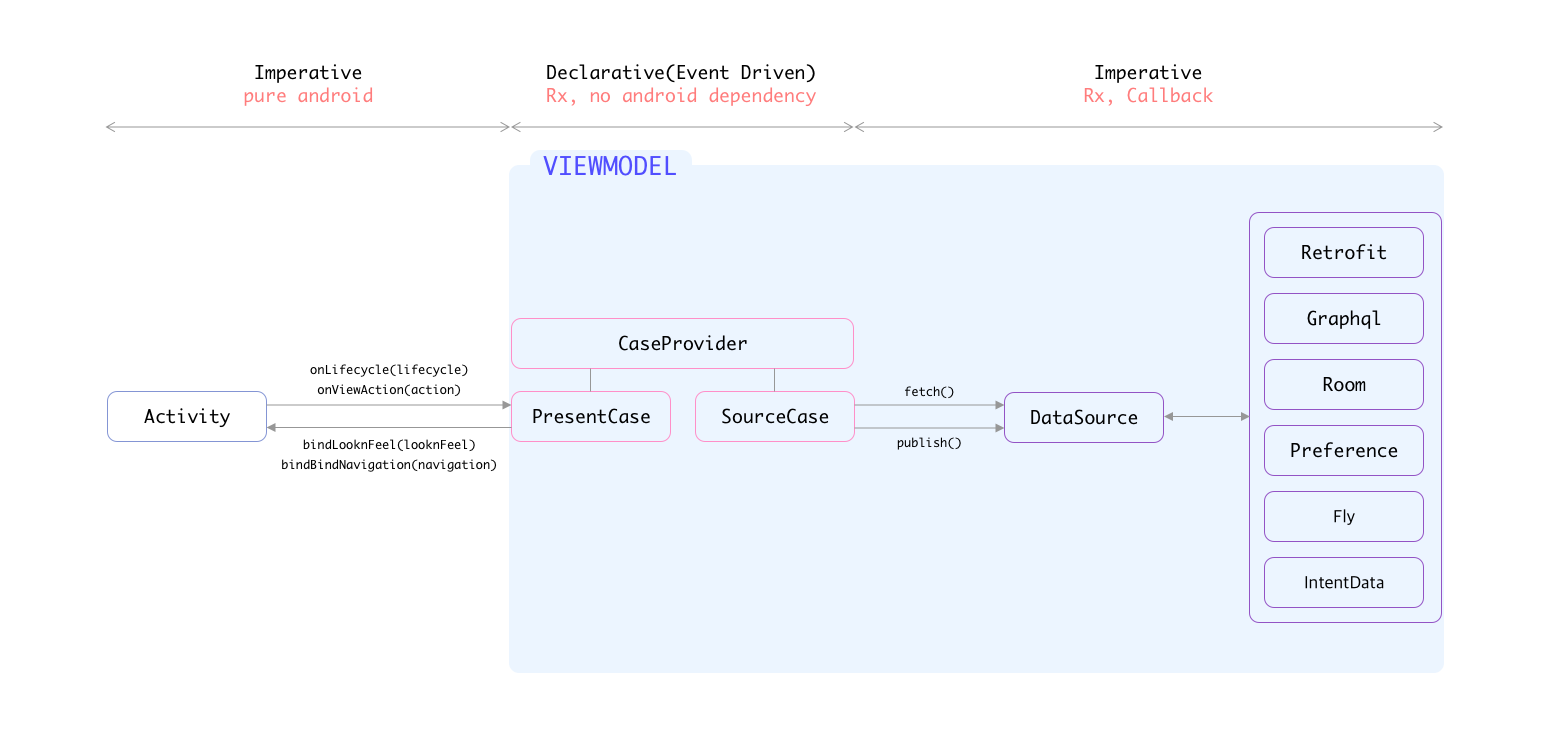 Imperative
pure android
Declarative(Event Driven)
Rx, no android dependency
Imperative
Rx, Callback
VIEWMODEL
Retrofit
Graphql
Room
Preference
Fly
IntentData
CaseProvider
onLifecycle(lifecycle)
onViewAction(action)
Activity
PresentCase
SourceCase
fetch()
DataSource
publish()
bindLooknFeel(looknFeel)
bindBindNavigation(navigation)